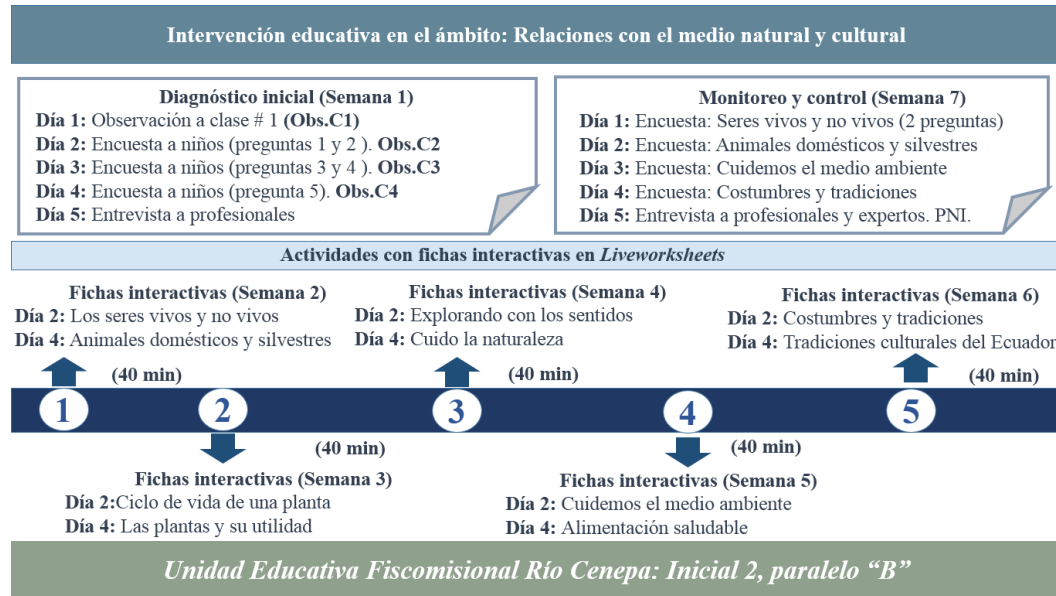 Intervención educativa en el ámbito: Relaciones con el medio natural y cultural
Diagnóstico inicial (Semana 1)
Día 1: Observación a clase # 1 (Obs.C1)
Día 2: Encuesta a niños (preguntas 1 y 2 ). Obs.C2
Día 3: Encuesta a niños (preguntas 3 y 4 ). Obs.C3
Día 4: Encuesta a niños (pregunta 5). Obs.C4
Día 5: Entrevista a profesionales
Monitoreo y control (Semana 7)
Día 1: Encuesta: Seres vivos y no vivos (2 preguntas)
Día 2: Encuesta: Animales domésticos y silvestres
Día 3: Encuesta: Cuidemos el medio ambiente
Día 4: Encuesta: Costumbres y tradiciones
Día 5: Entrevista a profesionales y expertos. PNI.
Actividades con fichas interactivas en Liveworksheets
Fichas interactivas (Semana 2)
Día 2: Los seres vivos y no vivos
Día 4: Animales domésticos y silvestres
(40 min)
Fichas interactivas (Semana 4)
Día 2: Explorando con los sentidos
Día 4: Cuido la naturaleza
(40 min)
Fichas interactivas (Semana 6)
Día 2: Costumbres y tradiciones
Día 4: Tradiciones culturales del Ecuador
(40 min)
1 2 3 4 5
(40 min)
Fichas interactivas (Semana 3)
Día 2:Ciclo de vida de una planta
Día 4: Las plantas y su utilidad
(40 min)
Fichas interactivas (Semana 5)
Día 2: Cuidemos el medio ambiente
Día 4: Alimentación saludable
Unidad Educativa Fiscomisional Río Cenepa: Inicial 2, paralelo “B”